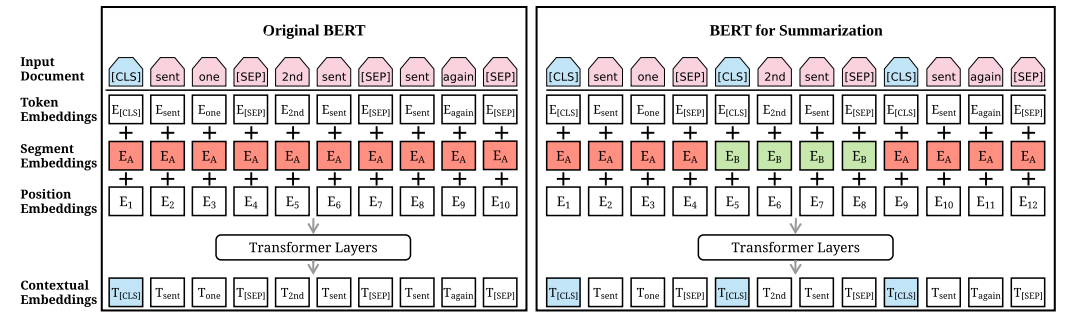 Original BERT
BERT for Summarization
Input Document
[CLS] sent one [SEP] 2nd sent [SEP] sent again [SEP]
[CLS] sent one [SEP] [CLS] 2nd sent [SEP] [CLS] sent again [SEP]
Token Embeddings
E[CLS] Esent Eone E[SEP] E2nd Esent E[SEP] Esent Eagain E[SEP]
E[CLS] Esent Eone E[SEP] E[CLS] E2nd Esent E[SEP] E[CLS] Esent Eagain E[SEP]
+ + + + + + + + + +
+ + + + + + + + + + + +
Segment Embeddings
EA EA EA EA EA EA EA EA EA EA
EA EA EA EA EB EB EB EB EA EA EA EA
+ + + + + + + + + +
+ + + + + + + + + + + +
Position Embeddings
E1 E2 E3 E4 E5 E6 E7 E8 E9 E10
E1 E2 E3 E4 E5 E6 E7 E8 E9 E10 E11 E12
Transformer Layers
Transformer Layers
Contextual Embeddings
T[CLS] Tsent Tone T[SEP] T2nd Tsent T[SEP] Tsent Tagain T[SEP]
T[CLS] Tsent Tone T[SEP] T[CLS] T2nd Tsent T[SEP] T[CLS] Tsent Tagain T[SEP]